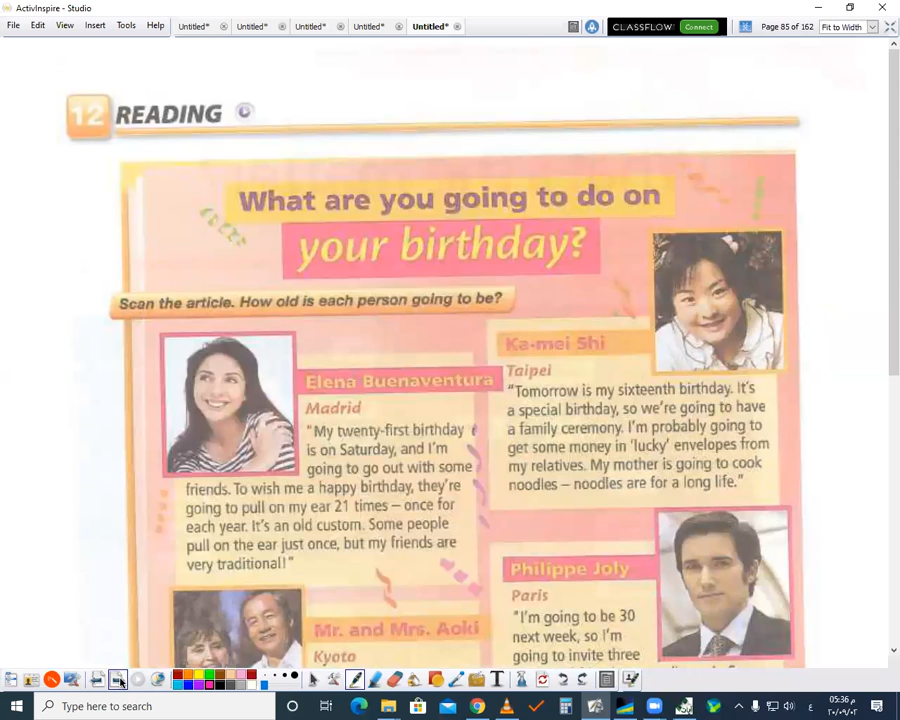 ActivInspire - Studio
File Edit View Insert Tools Help Untitled* Untitled* Untitled* Untitled* Untitled* CLASSFLOW Connect Page 85 of 162 Fit to Width
12 READING
What are you going to do on
your birthday?
Scan the article. How old is each person going to be?
Elena Buenaventura
Madrid
"My twenty-first birthday
is on Saturday, and I'm
going to go out with some
friends. To wish me a happy birthday, they're
going to pull on my ear 21 times – once for
each year. It's an old custom. Some people
pull on the ear just once, but my friends are
very traditional!"
Ka-mei Shi
Taipei
"Tomorrow is my sixteenth birthday. It's
a special birthday, so we're going to have
a family ceremony. I'm probably going to
get some money in 'lucky' envelopes from
my relatives. My mother is going to cook
noodles – noodles are for a long life."
Mr. and Mrs. Aoki
Kyoto
Philippe Joly
Paris
"I'm going to be 30
next week, so I'm
going to invite three
Type here to search
05:36 م